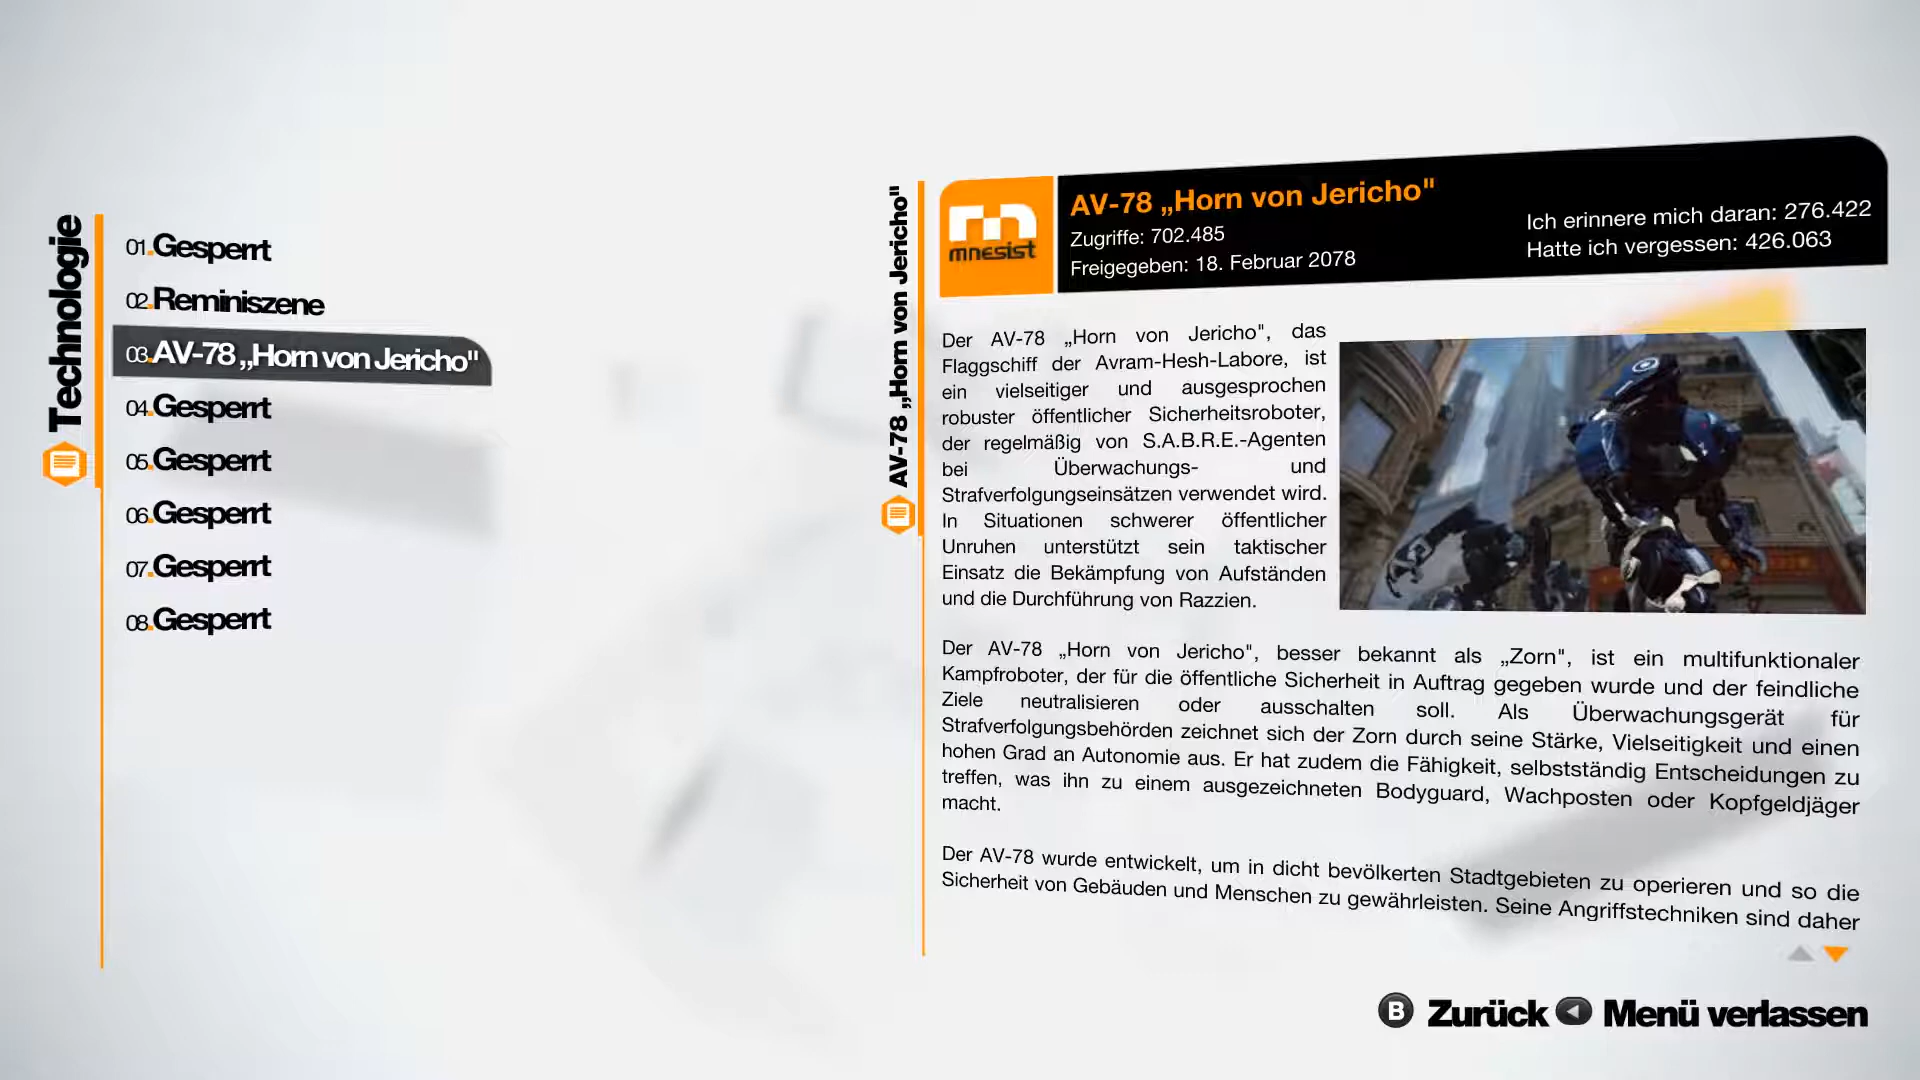 Technologie
01.Gesperrt
02.Reminiszene
03.AV-78 „Horn von Jericho"
04.Gesperrt
05.Gesperrt
06.Gesperrt
07.Gesperrt
08.Gesperrt
AV-78 „Horn von Jericho"
mnesist
AV-78 „Horn von Jericho"
Zugriffe: 702.485
Freigegeben: 18. Februar 2078
Ich erinnere mich daran: 276.422
Hatte ich vergessen: 426.063
Der AV-78 „Horn von Jericho", das
Flaggschiff der Avram-Hesh-Labore, ist
ein vielseitiger und ausgesprochen
robuster öffentlicher Sicherheitsroboter,
der regelmäßig von S.A.B.R.E.-Agenten
bei Überwachungs- und
Strafverfolgungseinsätzen verwendet wird.
In Situationen schwerer öffentlicher
Unruhen unterstützt sein taktischer
Einsatz die Bekämpfung von Aufständen
und die Durchführung von Razzien.
Der AV-78 „Horn von Jericho", besser bekannt als „Zorn", ist ein multifunktionaler
Kampfroboter, der für die öffentliche Sicherheit in Auftrag gegeben wurde und der feindliche
Ziele neutralisieren oder ausschalten soll. Als Überwachungsgerät für
Strafverfolgungsbehörden zeichnet sich der Zorn durch seine Stärke, Vielseitigkeit und einen
hohen Grad an Autonomie aus. Er hat zudem die Fähigkeit, selbstständig Entscheidungen zu
treffen, was ihn zu einem ausgezeichneten Bodyguard, Wachposten oder Kopfgeldjäger
macht.
Der AV-78 wurde entwickelt, um in dicht bevölkerten Stadtgebieten zu operieren und so die
Sicherheit von Gebäuden und Menschen zu gewährleisten. Seine Angriffstechniken sind daher
B Zurück Menü verlassen